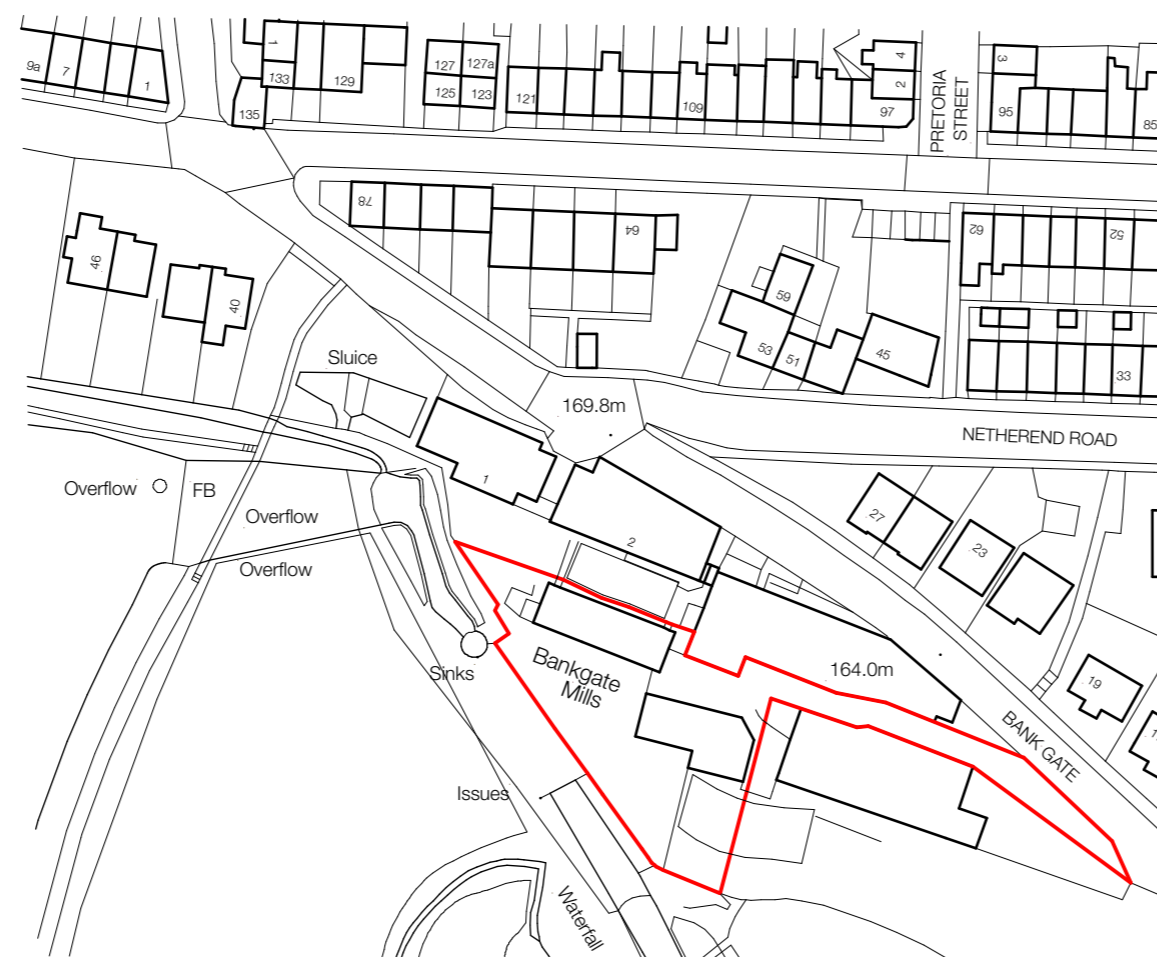 9a
7
1
1
133
129
135
127
127a
125
123
121
109
97
4
2
PRETORIA
STREET
3
95
85
78
64
62
52
46
40
59
53
51
45
33
Sluice
169.8m
NETHEREND ROAD
Overflow
FB
Overflow
Overflow
1
2
27
23
19
Sinks
Bankgate
Mills
164.0m
BANK GATE
Issues
Waterfall